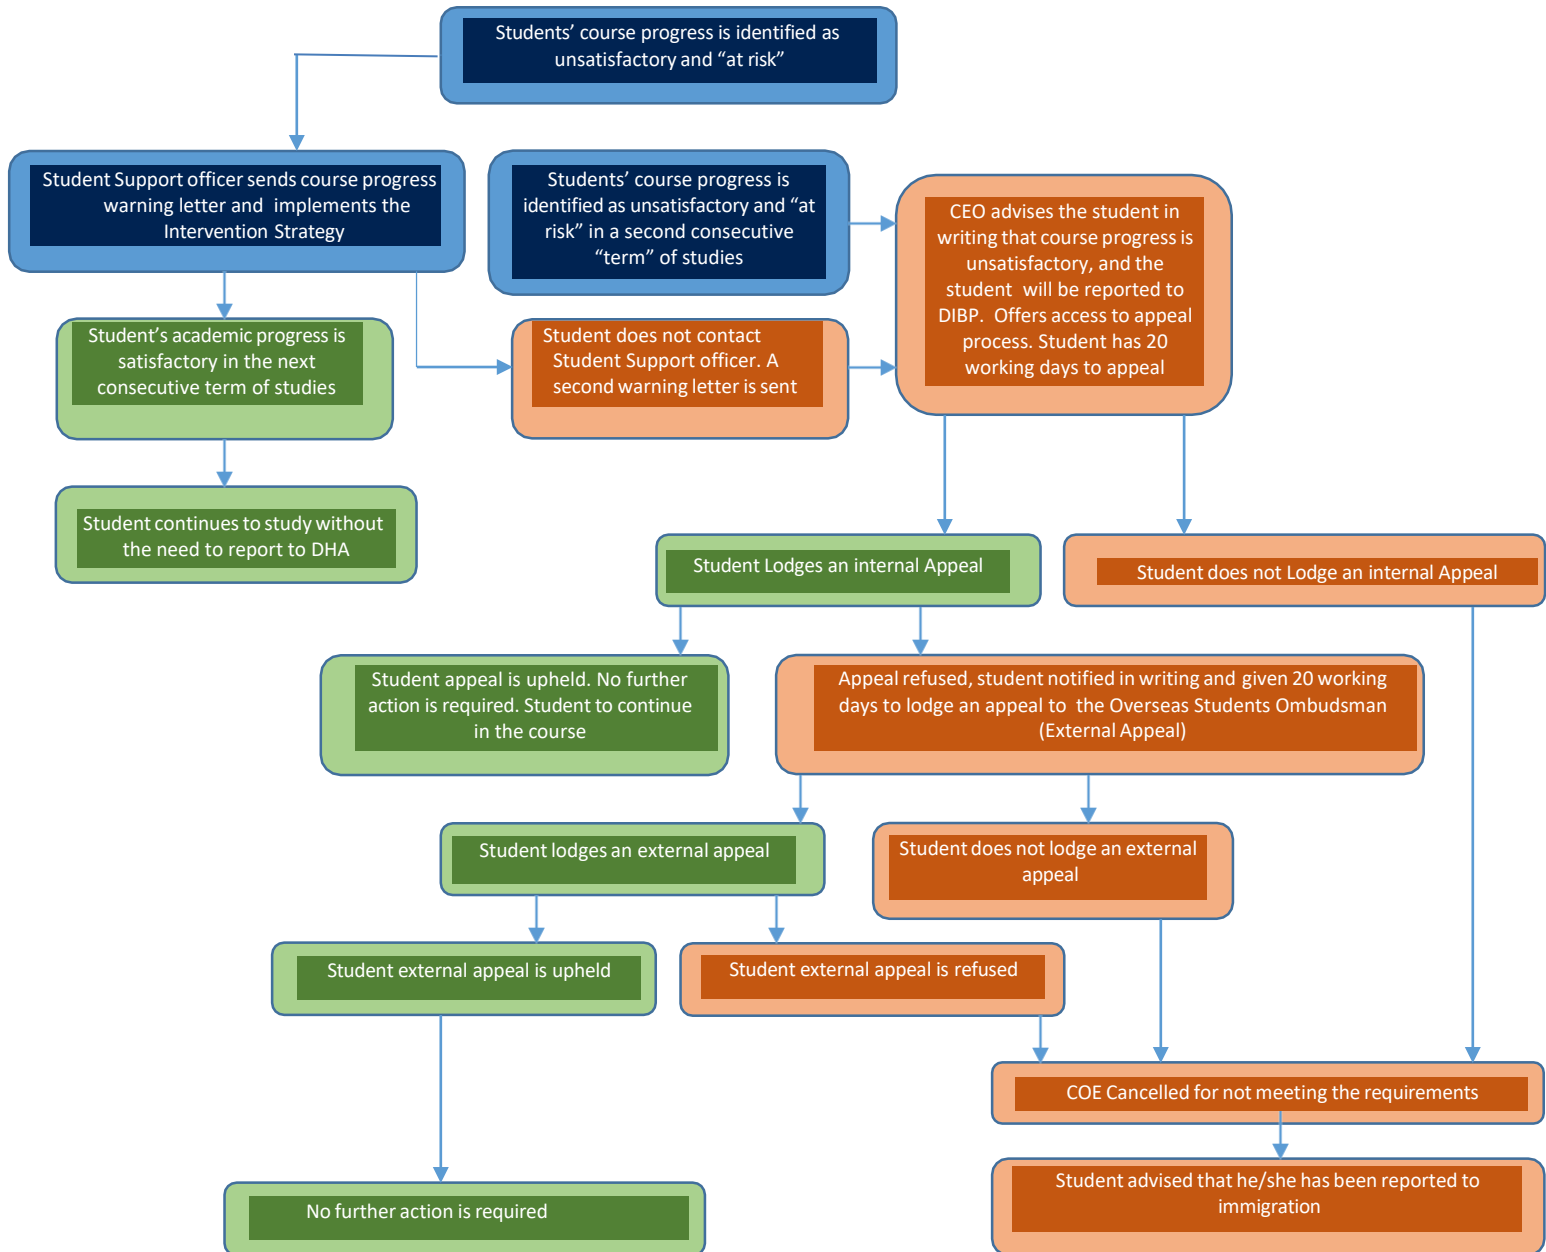 Students’ course progress is identified as
unsatisfactory and “at risk”
Student Support officer sends course progress
warning letter and implements the
Intervention Strategy
Students’ course progress is
identified as unsatisfactory and “at
risk” in a second consecutive
“term” of studies
CEO advises the student in
writing that course progress is
unsatisfactory, and the
student will be reported to
DIBP. Offers access to appeal
process. Student has 20
working days to appeal
Student’s academic progress is
satisfactory in the next
consecutive term of studies
Student does not contact
Student Support officer. A
second warning letter is sent
Student continues to study without
the need to report to DHA
Student Lodges an internal Appeal
Student does not Lodge an internal Appeal
Student appeal is upheld. No further
action is required. Student to continue
in the course
Appeal refused, student notified in writing and given 20 working
days to lodge an appeal to the Overseas Students Ombudsman
(External Appeal)
Student lodges an external appeal
Student does not lodge an external
appeal
Student external appeal is upheld
Student external appeal is refused
COE Cancelled for not meeting the requirements
Student advised that he/she has been reported to
immigration
No further action is required